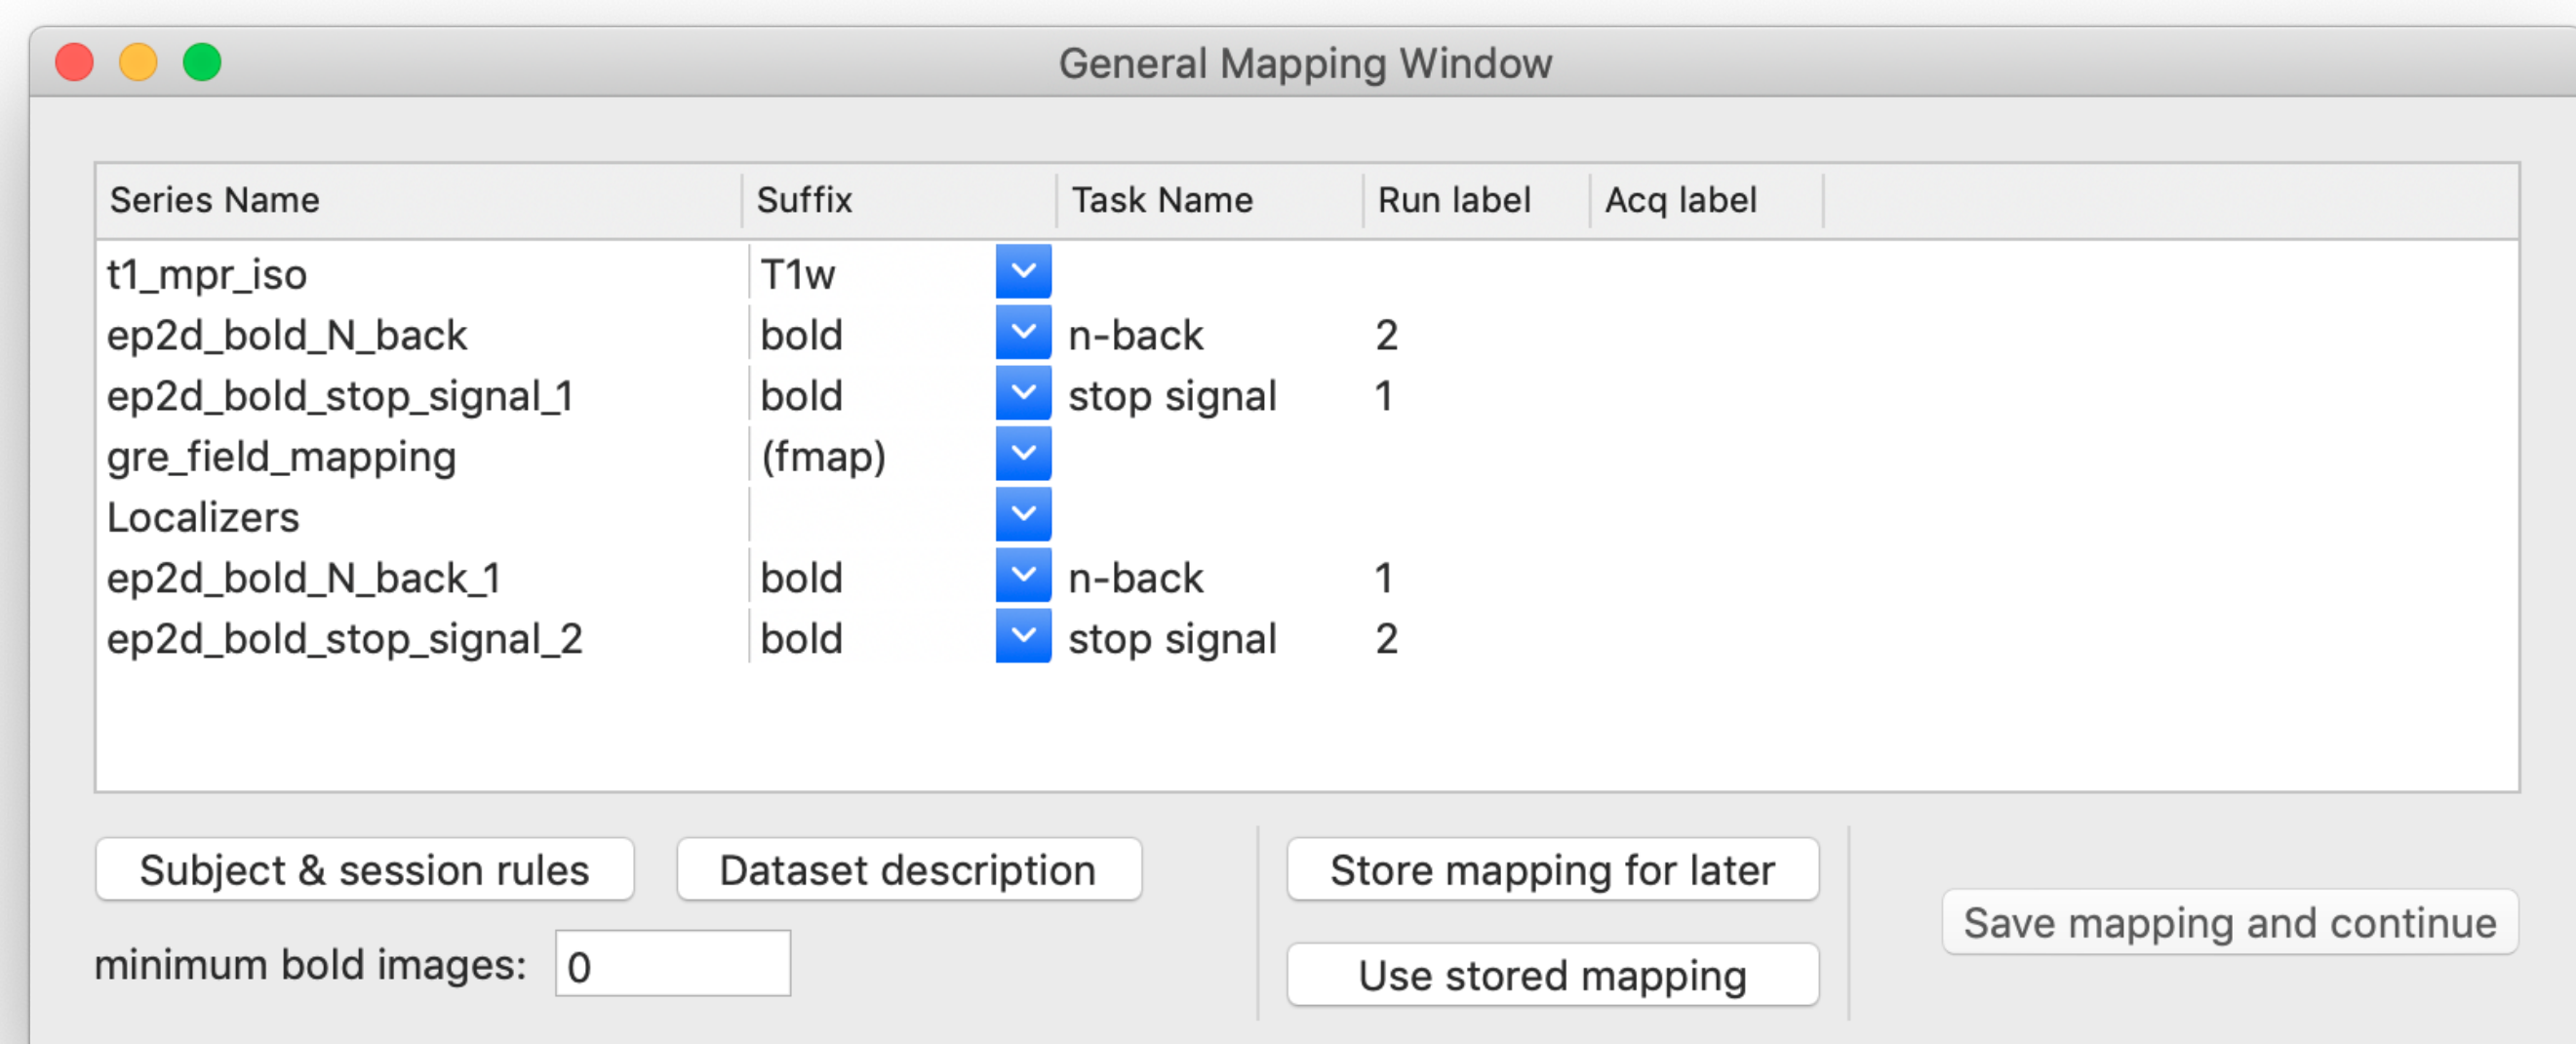 General Mapping Window
Series Name Suffix Task Name Run label Acq label
t1_mpr_iso T1w
ep2d_bold_N_back bold n-back 2
ep2d_bold_stop_signal_1 bold stop signal 1
gre_field_mapping (fmap)
Localizers
ep2d_bold_N_back_1 bold n-back 1
ep2d_bold_stop_signal_2 bold stop signal 2
Subject & session rules Dataset description Store mapping for later
Save mapping and continue
minimum bold images: 0 Use stored mapping